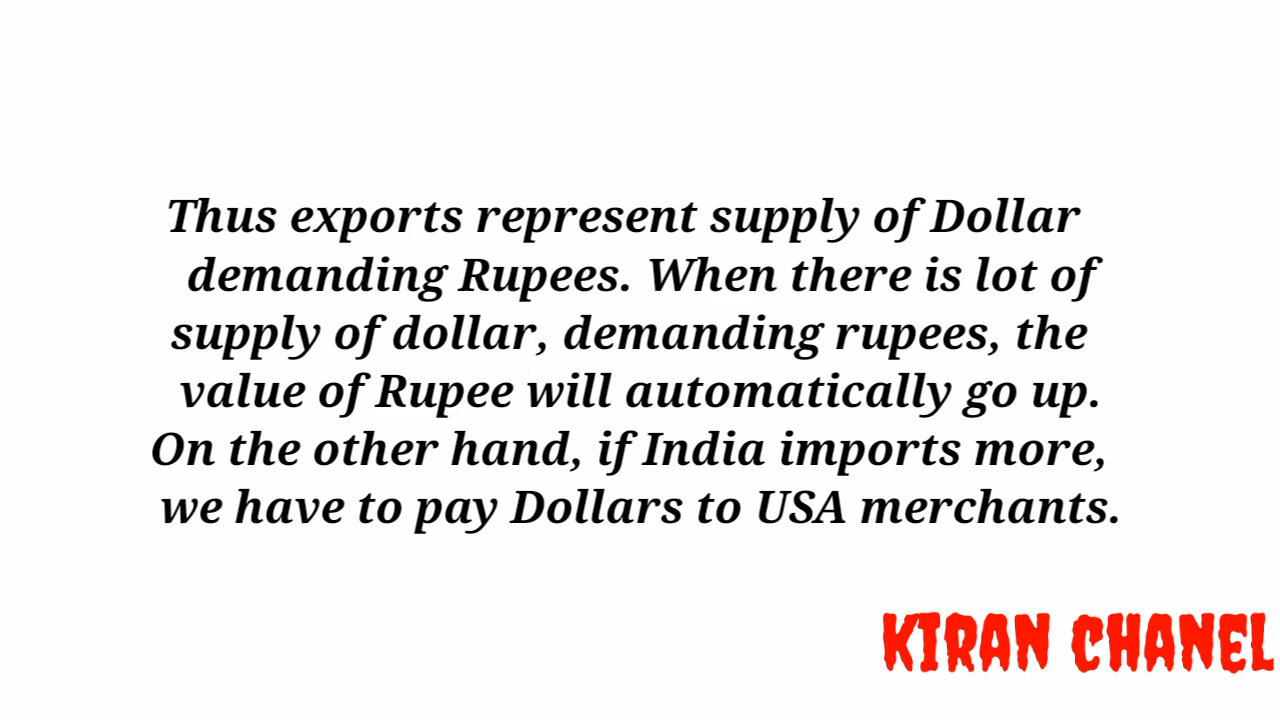 Thus exports represent supply of Dollar
demanding Rupees. When there is lot of
supply of dollar, demanding rupees, the
value of Rupee will automatically go up.
On the other hand, if India imports more,
we have to pay Dollars to USA merchants.
KIRAN CHANEL